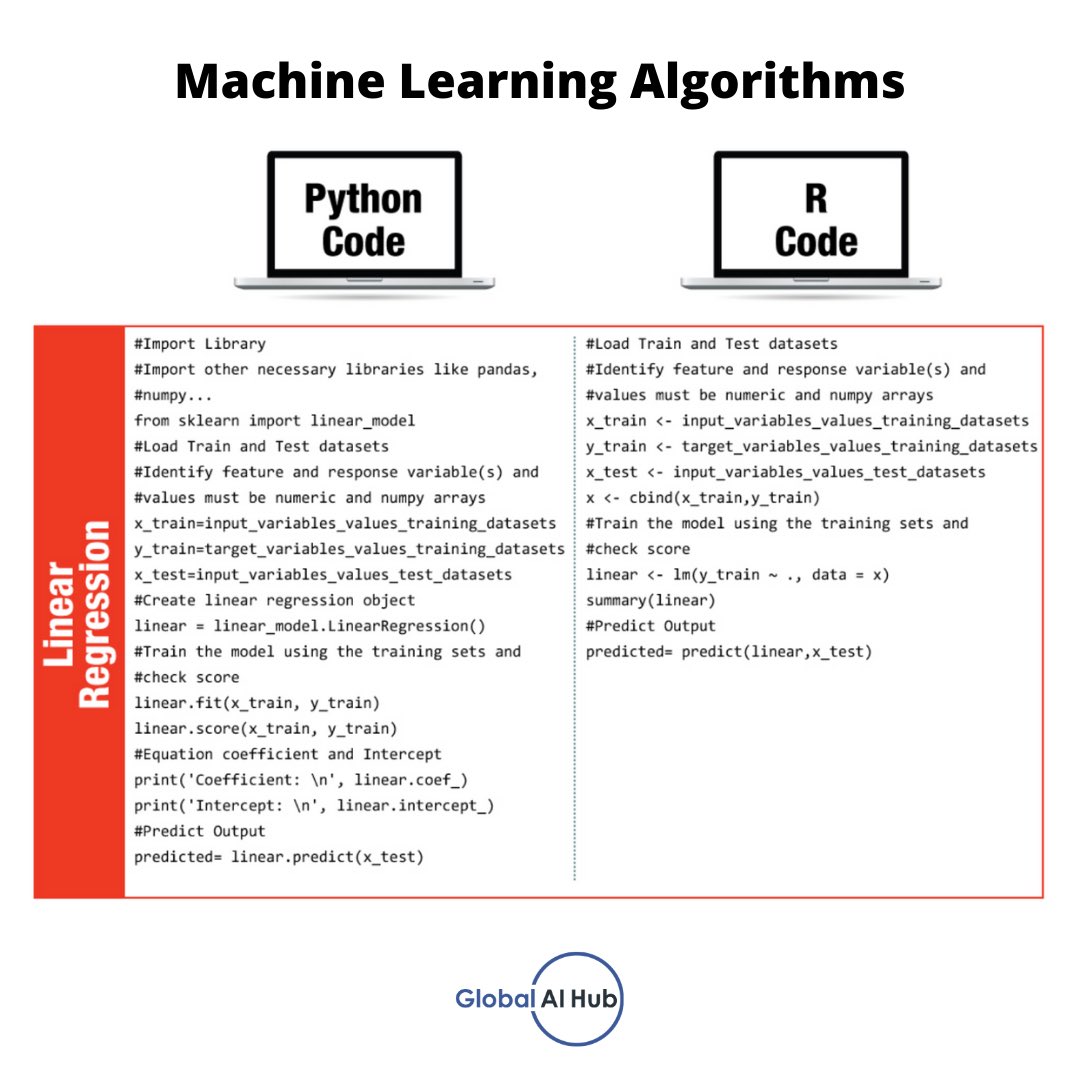 Machine Learning Algorithms
Python
Code
R
Code
Linear
Regression
#Import Library
#Import other necessary libraries like pandas,
#numpy...
from sklearn import linear_model
#Load Train and Test datasets
#Identify feature and response variable(s) and
#values must be numeric and numpy arrays
x_train=input_variables_values_training_datasets
y_train=target_variables_values_training_datasets
x_test=input_variables_values_test_datasets
#Create linear regression object
linear = linear_model.LinearRegression()
#Train the model using the training sets and
#check score
linear.fit(x_train, y_train)
linear.score(x_train, y_train)
#Equation coefficient and Intercept
print('Coefficient: \n', linear.coef_)
print('Intercept: \n', linear.intercept_)
#Predict Output
predicted= linear.predict(x_test)
#Load Train and Test datasets
#Identify feature and response variable(s) and
#values must be numeric and numpy arrays
x_train <- input_variables_values_training_datasets
y_train <- target_variables_values_training_datasets
x_test <- input_variables_values_test_datasets
x <- cbind(x_train,y_train)
#Train the model using the training sets and
#check score
linear <- lm(y_train ~ ., data = x)
summary(linear)
#Predict Output
predicted= predict(linear,x_test)
Global AI Hub